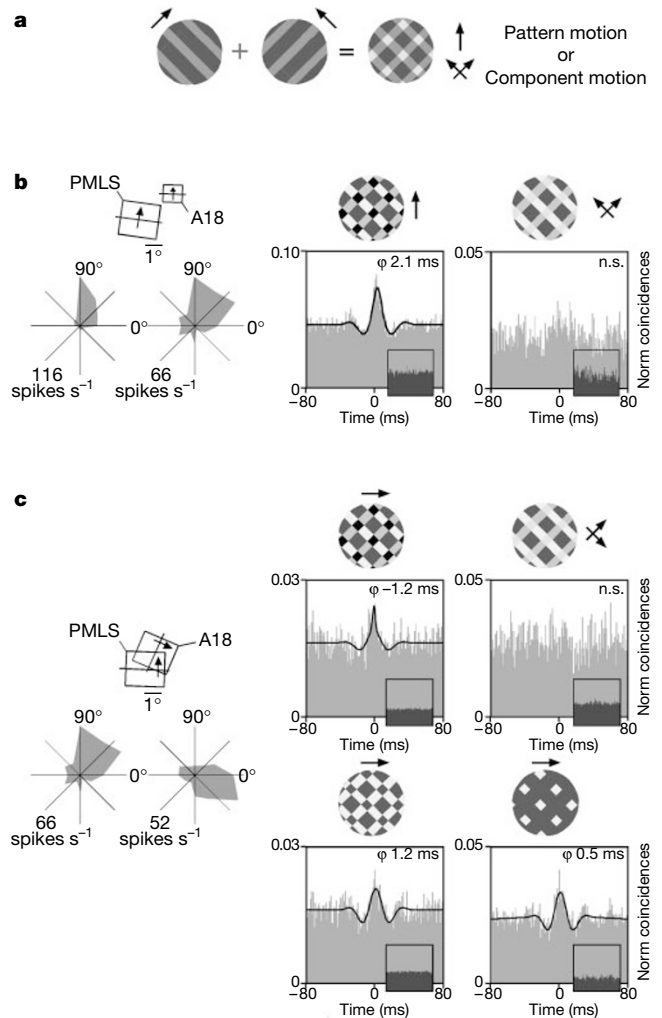 a
Pattern motion
or
Component motion
+
=
b
PMLS
A18
1°
90°
0°
116
spikes s⁻¹
90°
0°
66
spikes s⁻¹
0.10
φ 2.1 ms
0
−80
0
80
Time (ms)
0.05
n.s.
0
−80
0
80
Time (ms)
Norm coincidences
c
PMLS
A18
1°
90°
0°
66
spikes s⁻¹
90°
0°
52
spikes s⁻¹
0.03
φ −1.2 ms
0
−80
0
80
Time (ms)
0.05
n.s.
0
−80
0
80
Time (ms)
Norm coincidences
0.03
φ 1.2 ms
0
−80
0
80
Time (ms)
0.05
φ 0.5 ms
0
−80
0
80
Time (ms)
Norm coincidences